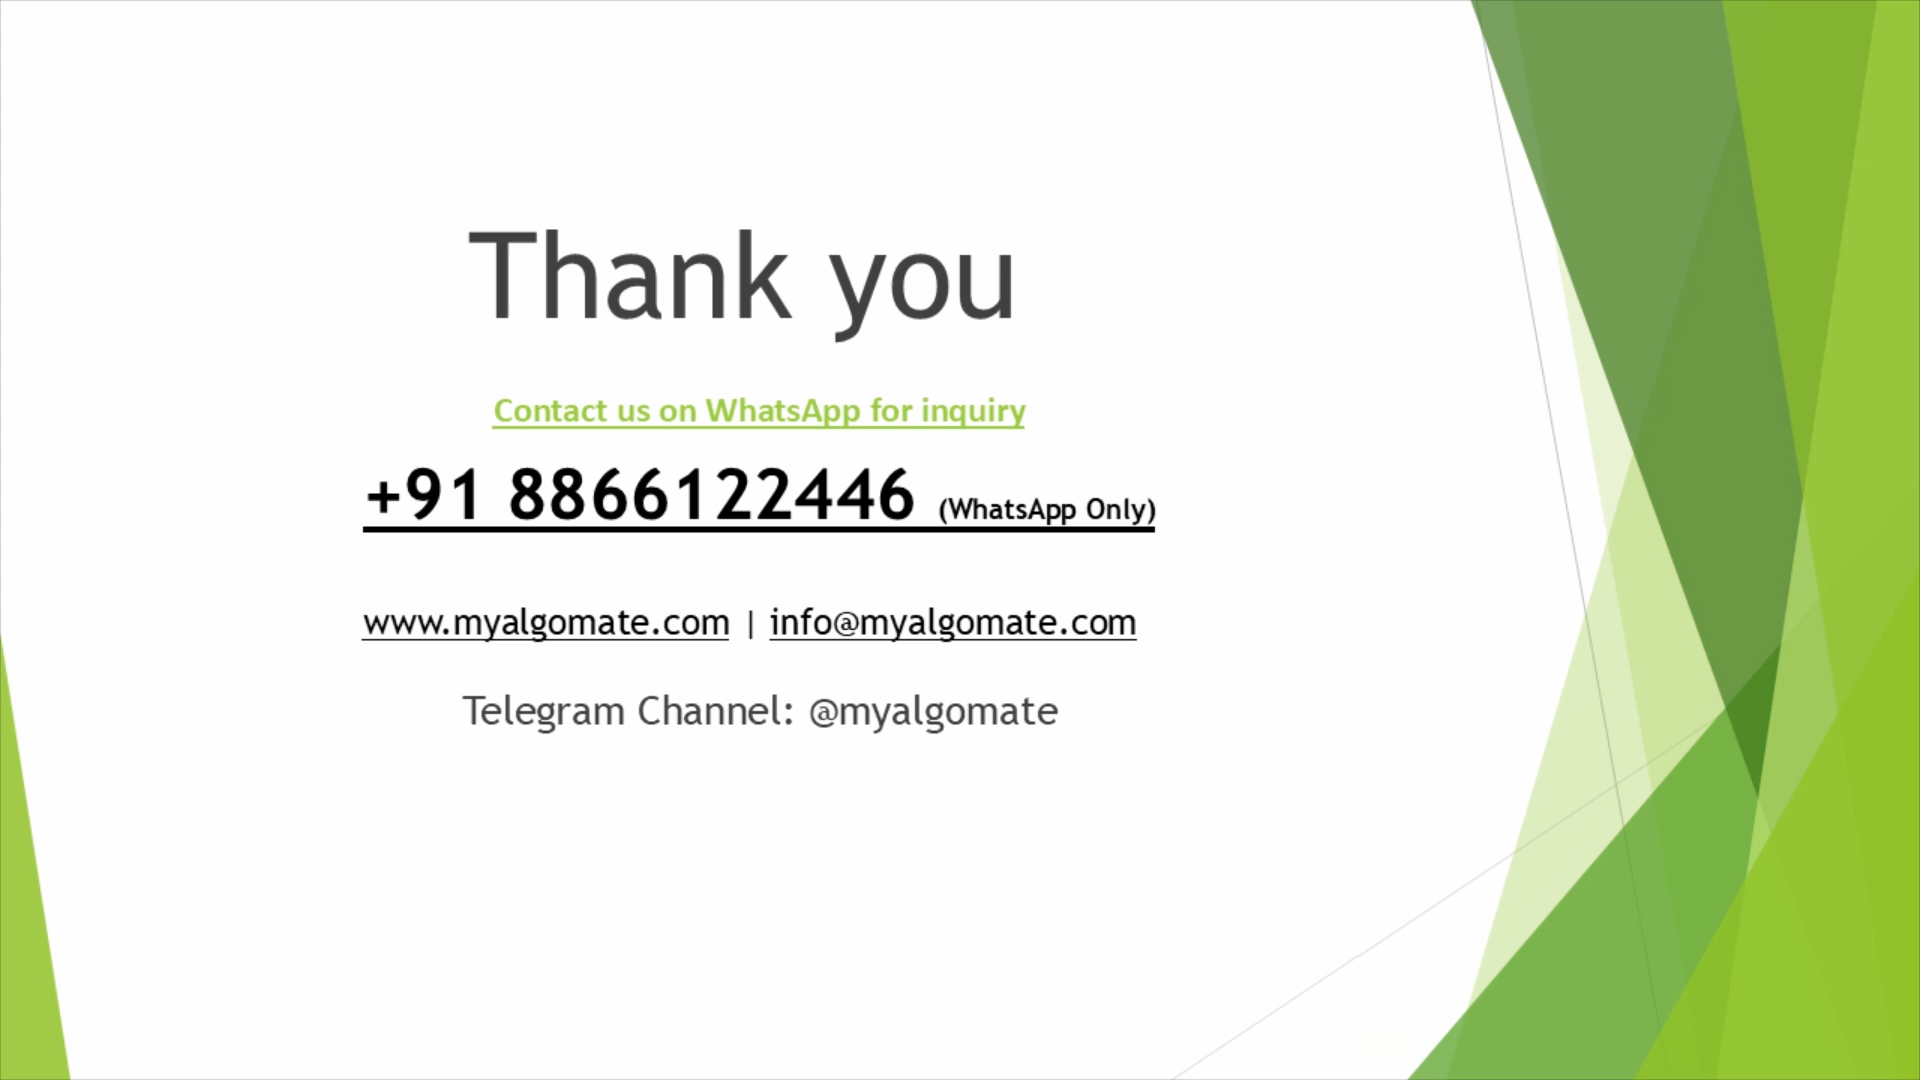 Thank you
Contact us on WhatsApp for inquiry
+91 8866122446 (WhatsApp Only)
www.myalgomate.com | info@myalgomate.com
Telegram Channel: @myalgomate